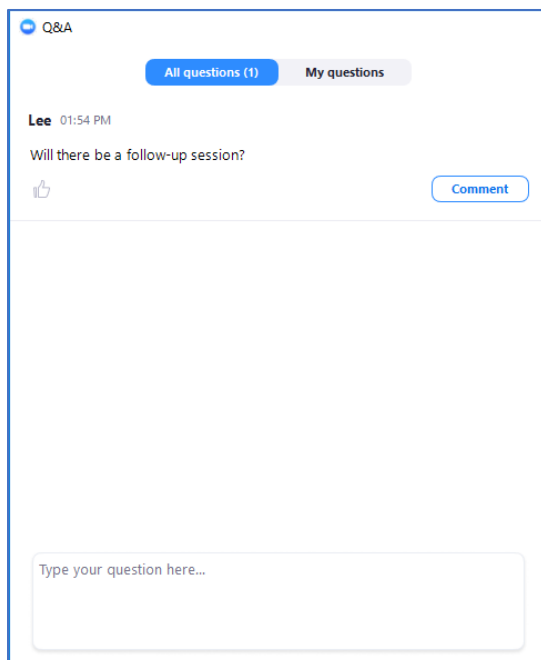 Q&A
All questions (1) My questions
Lee 01:54 PM
Will there be a follow-up session?
Comment
Type your question here...